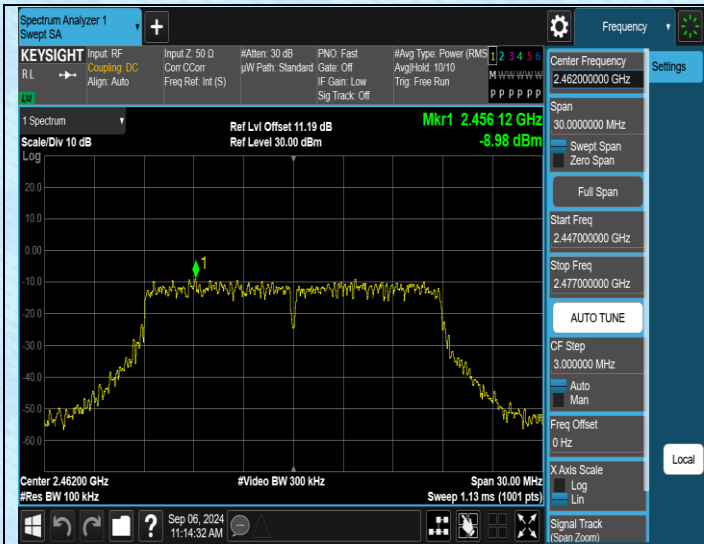 Spectrum Analyzer 1
Swept SA
KEYSIGHT
RL
LXI
Input: RF
Coupling: DC
Align: Auto
Input Z: 50 Ω
Corr CCorr
Freq Ref: Int (S)
#Atten: 30 dB
µW Path: Standard
PNO: Fast
Gate: Off
IF Gain: Low
Sig Track: Off
#Avg Type: Power (RMS
Avg|Hold: 10/10
Trig: Free Run
1 2 3 4 5 6
M W W W W W
P P P P P P
1 Spectrum
Scale/Div 10 dB
Ref Lvl Offset 11.19 dB
Ref Level 30.00 dBm
Mkr1 2.456 12 GHz
-8.98 dBm
Log
20.0
10.0
0.00
-10.0
-20.0
-30.0
-40.0
-50.0
-60.0
1
Center 2.46200 GHz
#Res BW 100 kHz
#Video BW 300 kHz
Span 30.00 MHz
Sweep 1.13 ms (1001 pts)
Sep 06, 2024
11:14:32 AM
Frequency
Settings
Center Frequency
2.462000000 GHz
Span
30.0000000 MHz
Swept Span
Zero Span
Full Span
Start Freq
2.447000000 GHz
Stop Freq
2.477000000 GHz
AUTO TUNE
CF Step
3.000000 MHz
Auto
Man
Freq Offset
0 Hz
X Axis Scale
Log
Lin
Signal Track
(Span Zoom)
Local